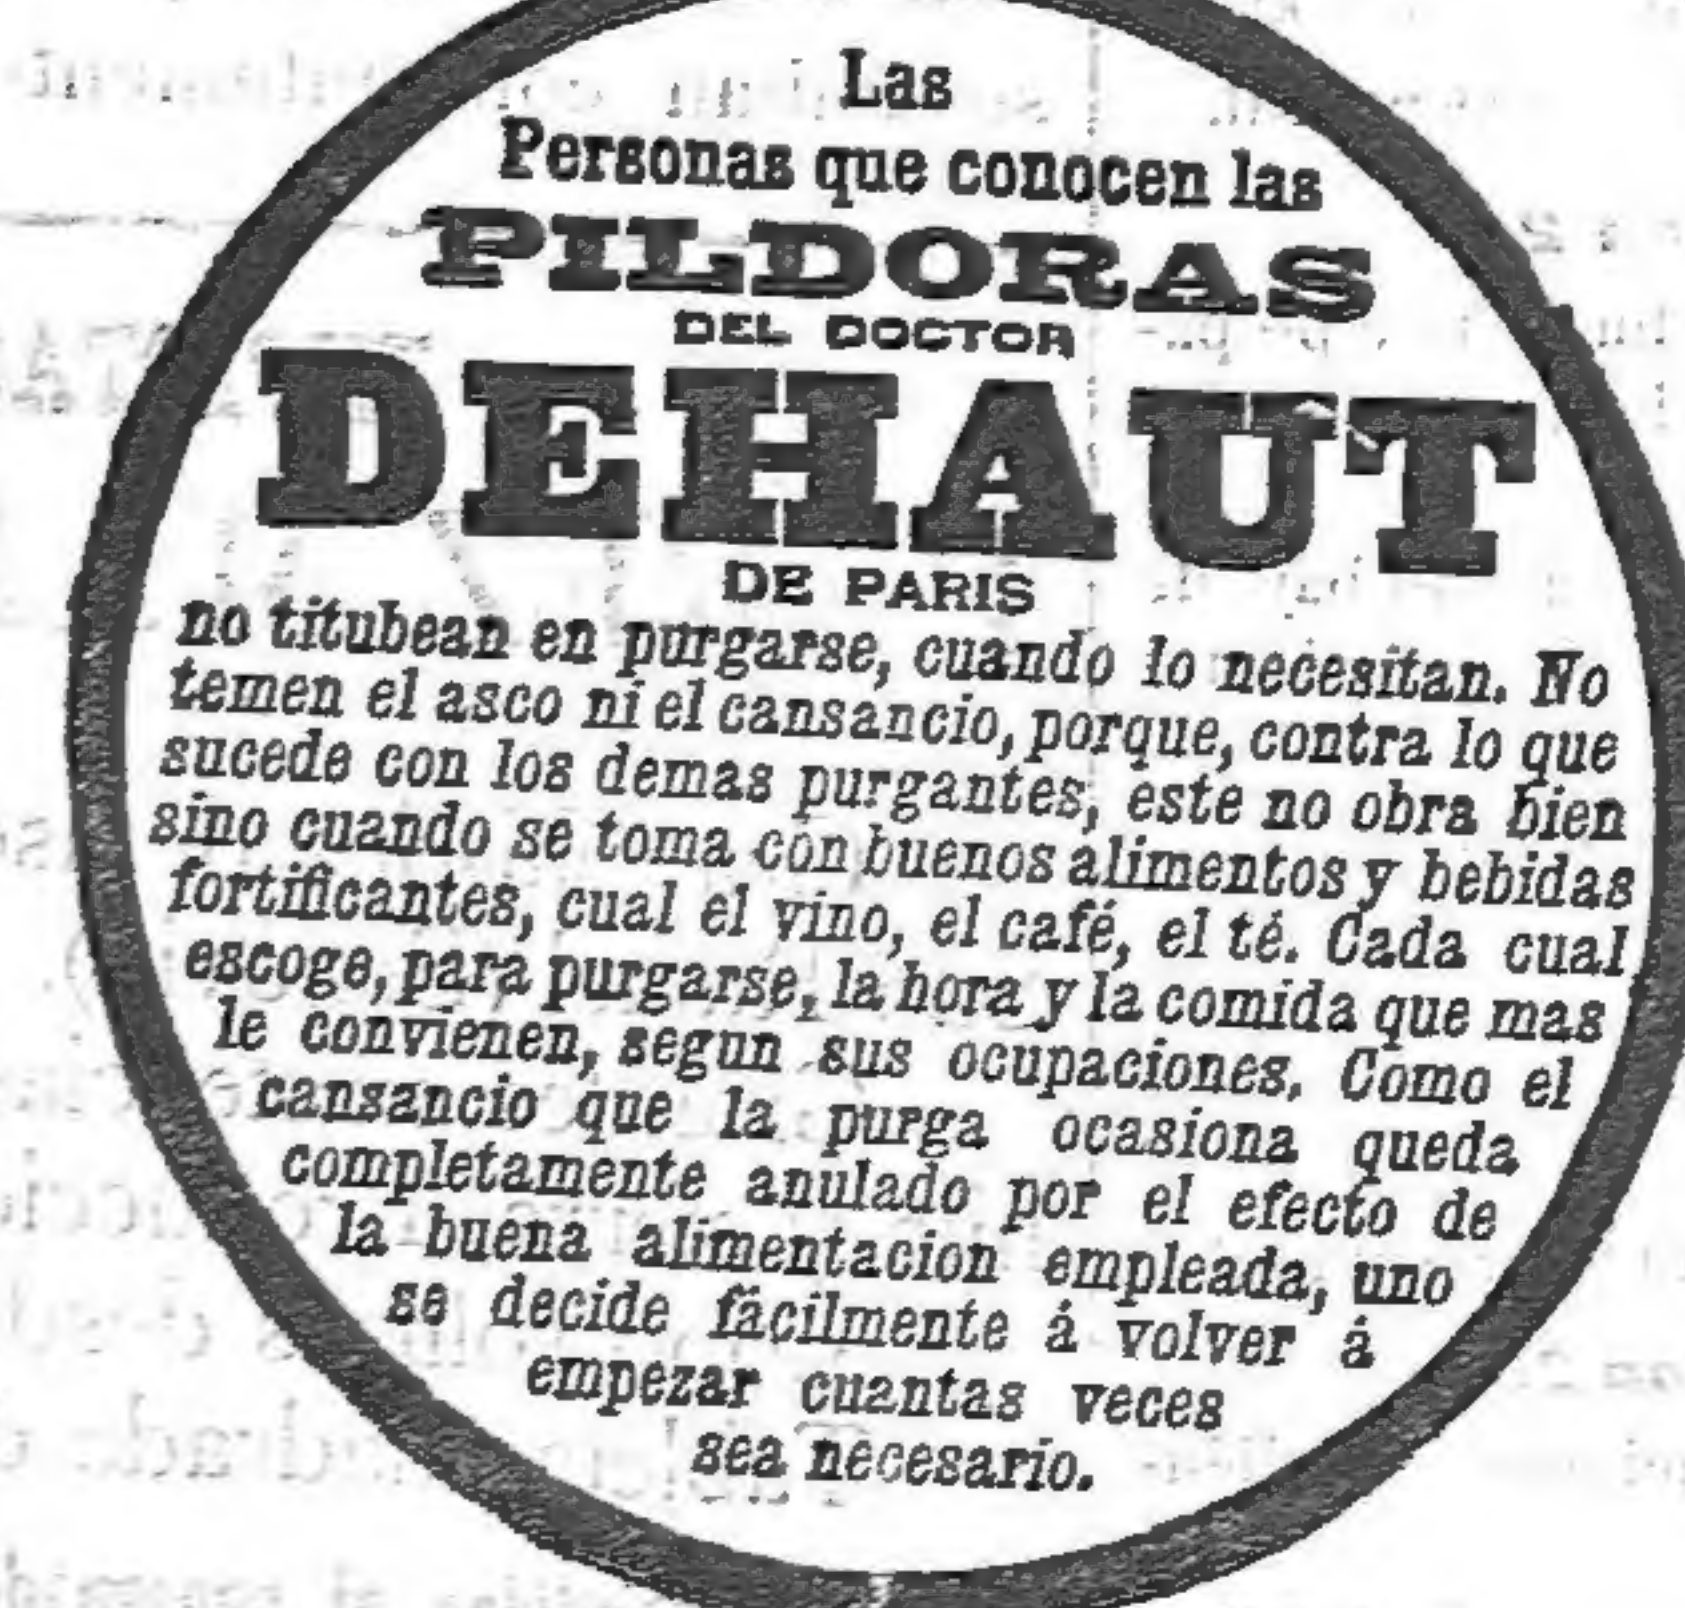 Las
Personas que conocen las
PILDORAS
DEL DOCTOR
DEHAUT
DE PARIS
no titubean en purgarse, cuando lo necesitan. No
temen el asco ni el cansancio, porque, contra lo que
sucede con los demas purgantes, este no obra bien
sino cuando se toma con buenos alimentos y bebidas
fortificantes, cual el vino, el café, el té. Cada cual
escoge, para purgarse, la hora y la comida que mas
le convienen, segun sus ocupaciones. Como el
cansancio que la purga ocasiona queda
completamente anulado por el efecto de
la buena alimentacion empleada, uno
se decide fácilmente á volver á
empezar cuantas veces
sea necesario.